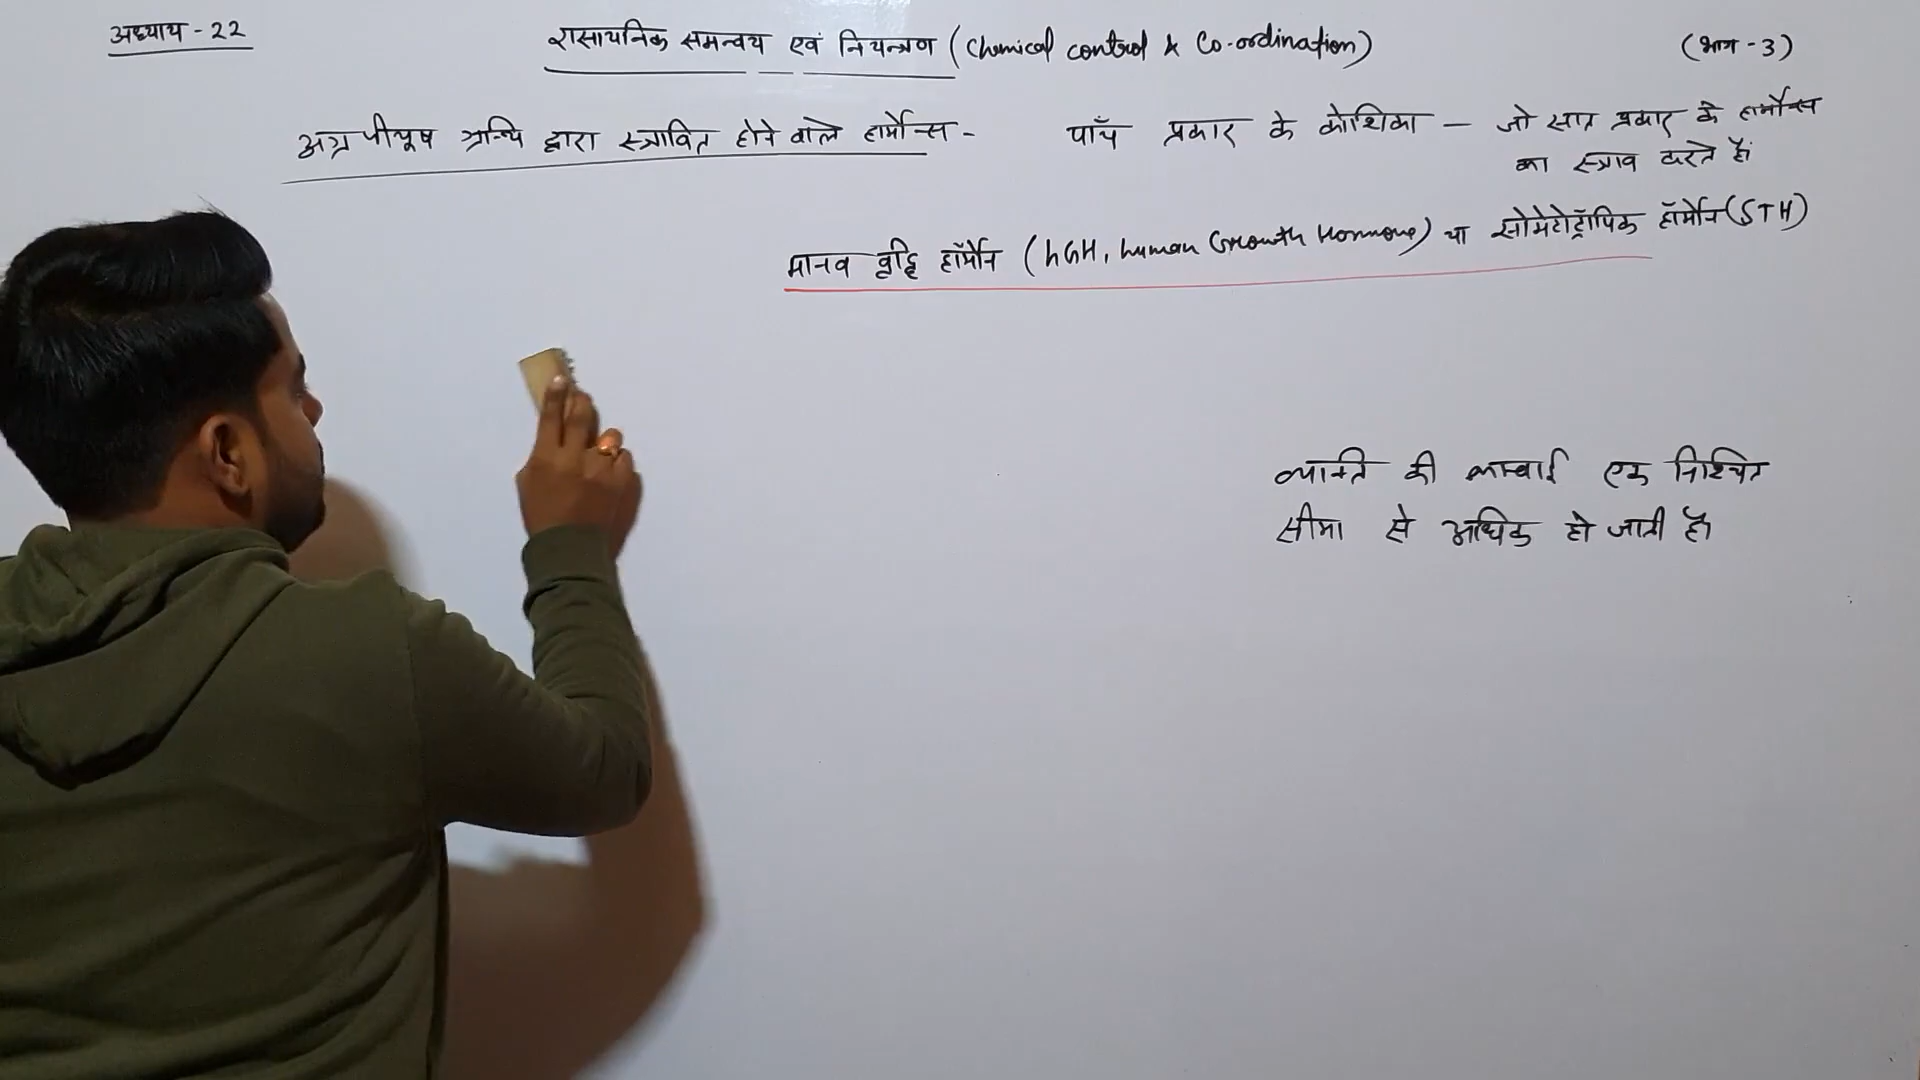 अध्याय - 22
रासायनिक समन्वय एवं नियन्त्रण (Chemical control & Co-ordination)
(भाग - 3)
अग्र पीयूष ग्रन्थि द्वारा स्त्रावित होने वाले हार्मोन्स -
पाँच प्रकार के कोशिका — जो सात प्रकार के हार्मोन्स
का स्त्राव करते हैं
मानव वृद्धि हॉर्मोन (hGH, human Growth Hormone) या सोमेटोट्रॉपिक हॉर्मोन (STH)
व्यक्ति की लम्बाई एक निश्चित
सीमा से अधिक हो जाती है।